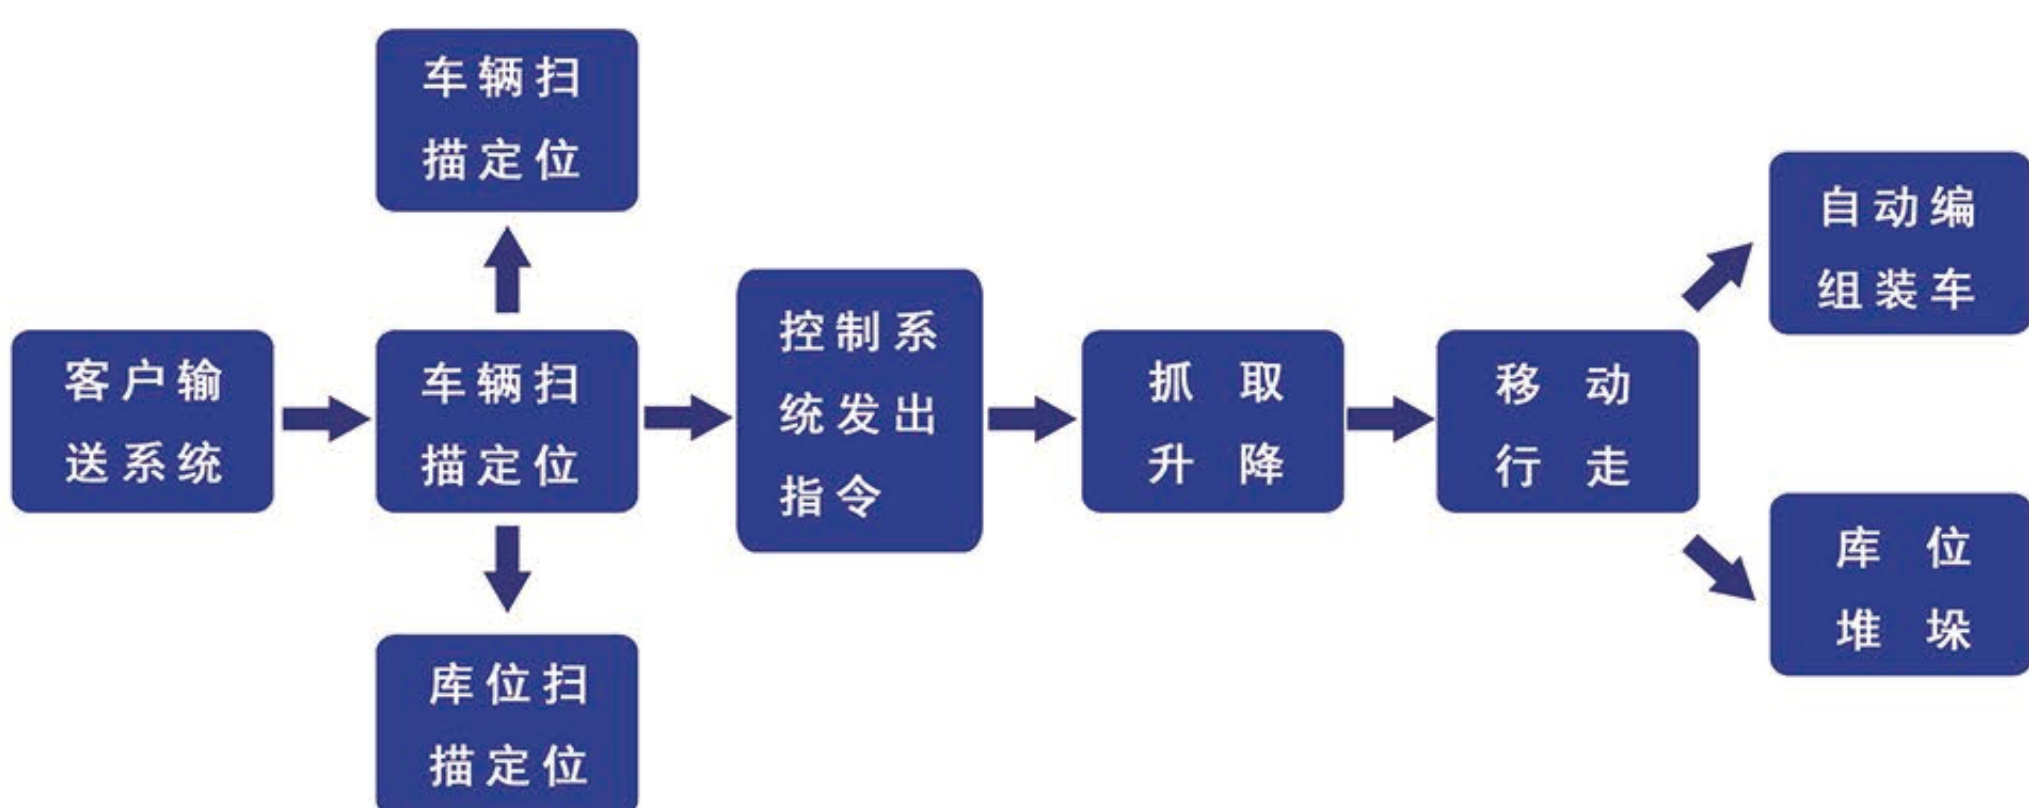 车辆扫
描定位
客户输
送系统
车辆扫
描定位
库位扫
描定位
控制系
统发出
指令
抓取
升降
移动
行走
自动编
组装车
库位
堆垛